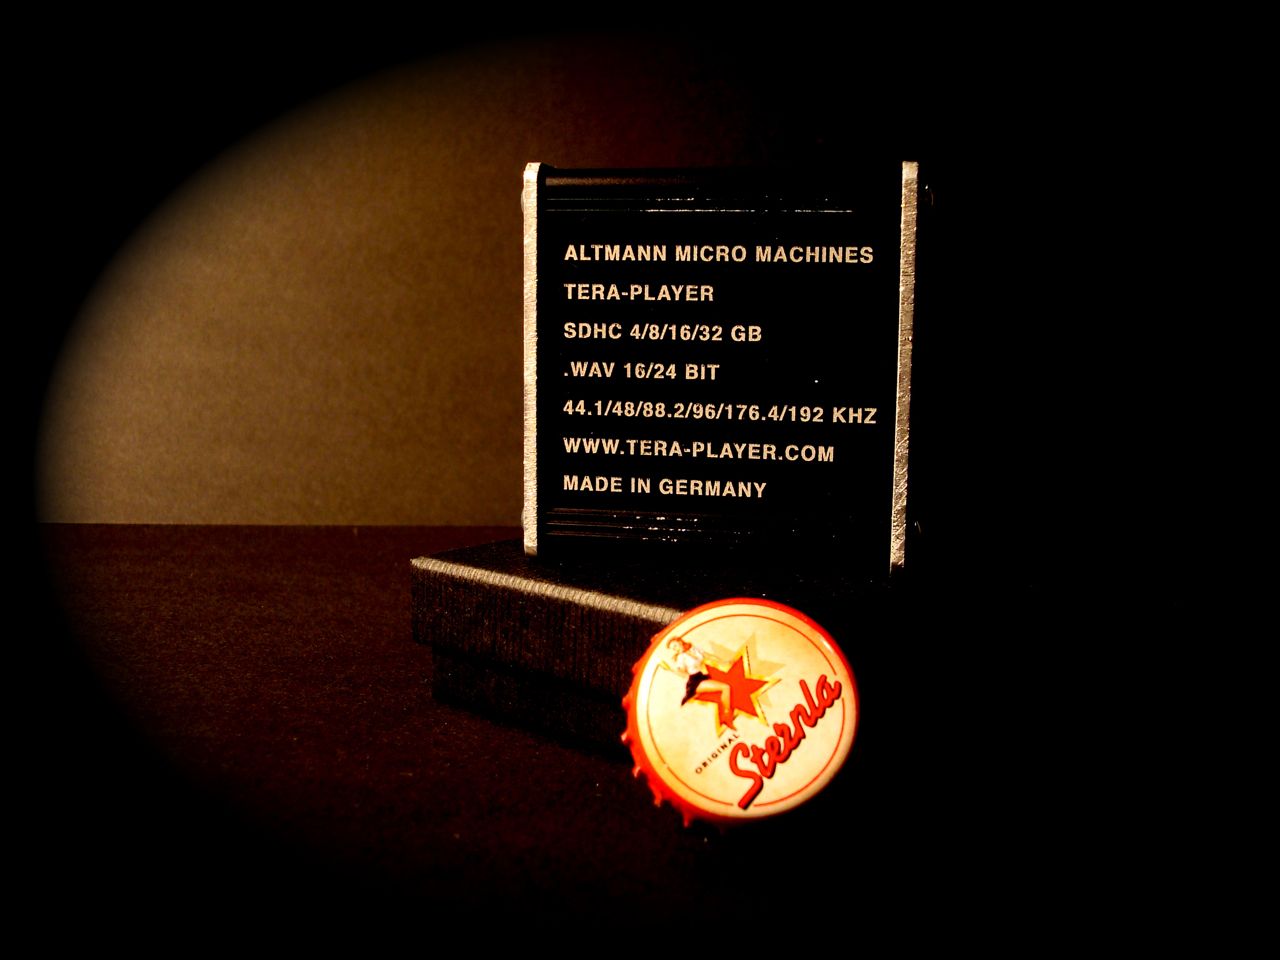 ALTMANN MICRO MACHINES
TERA-PLAYER
SDHC 4/8/16/32 GB
.WAV 16/24 BIT
44.1/48/88.2/96/176.4/192 KHZ
WWW.TERA-PLAYER.COM
MADE IN GERMANY
ORIGINAL
Sternla